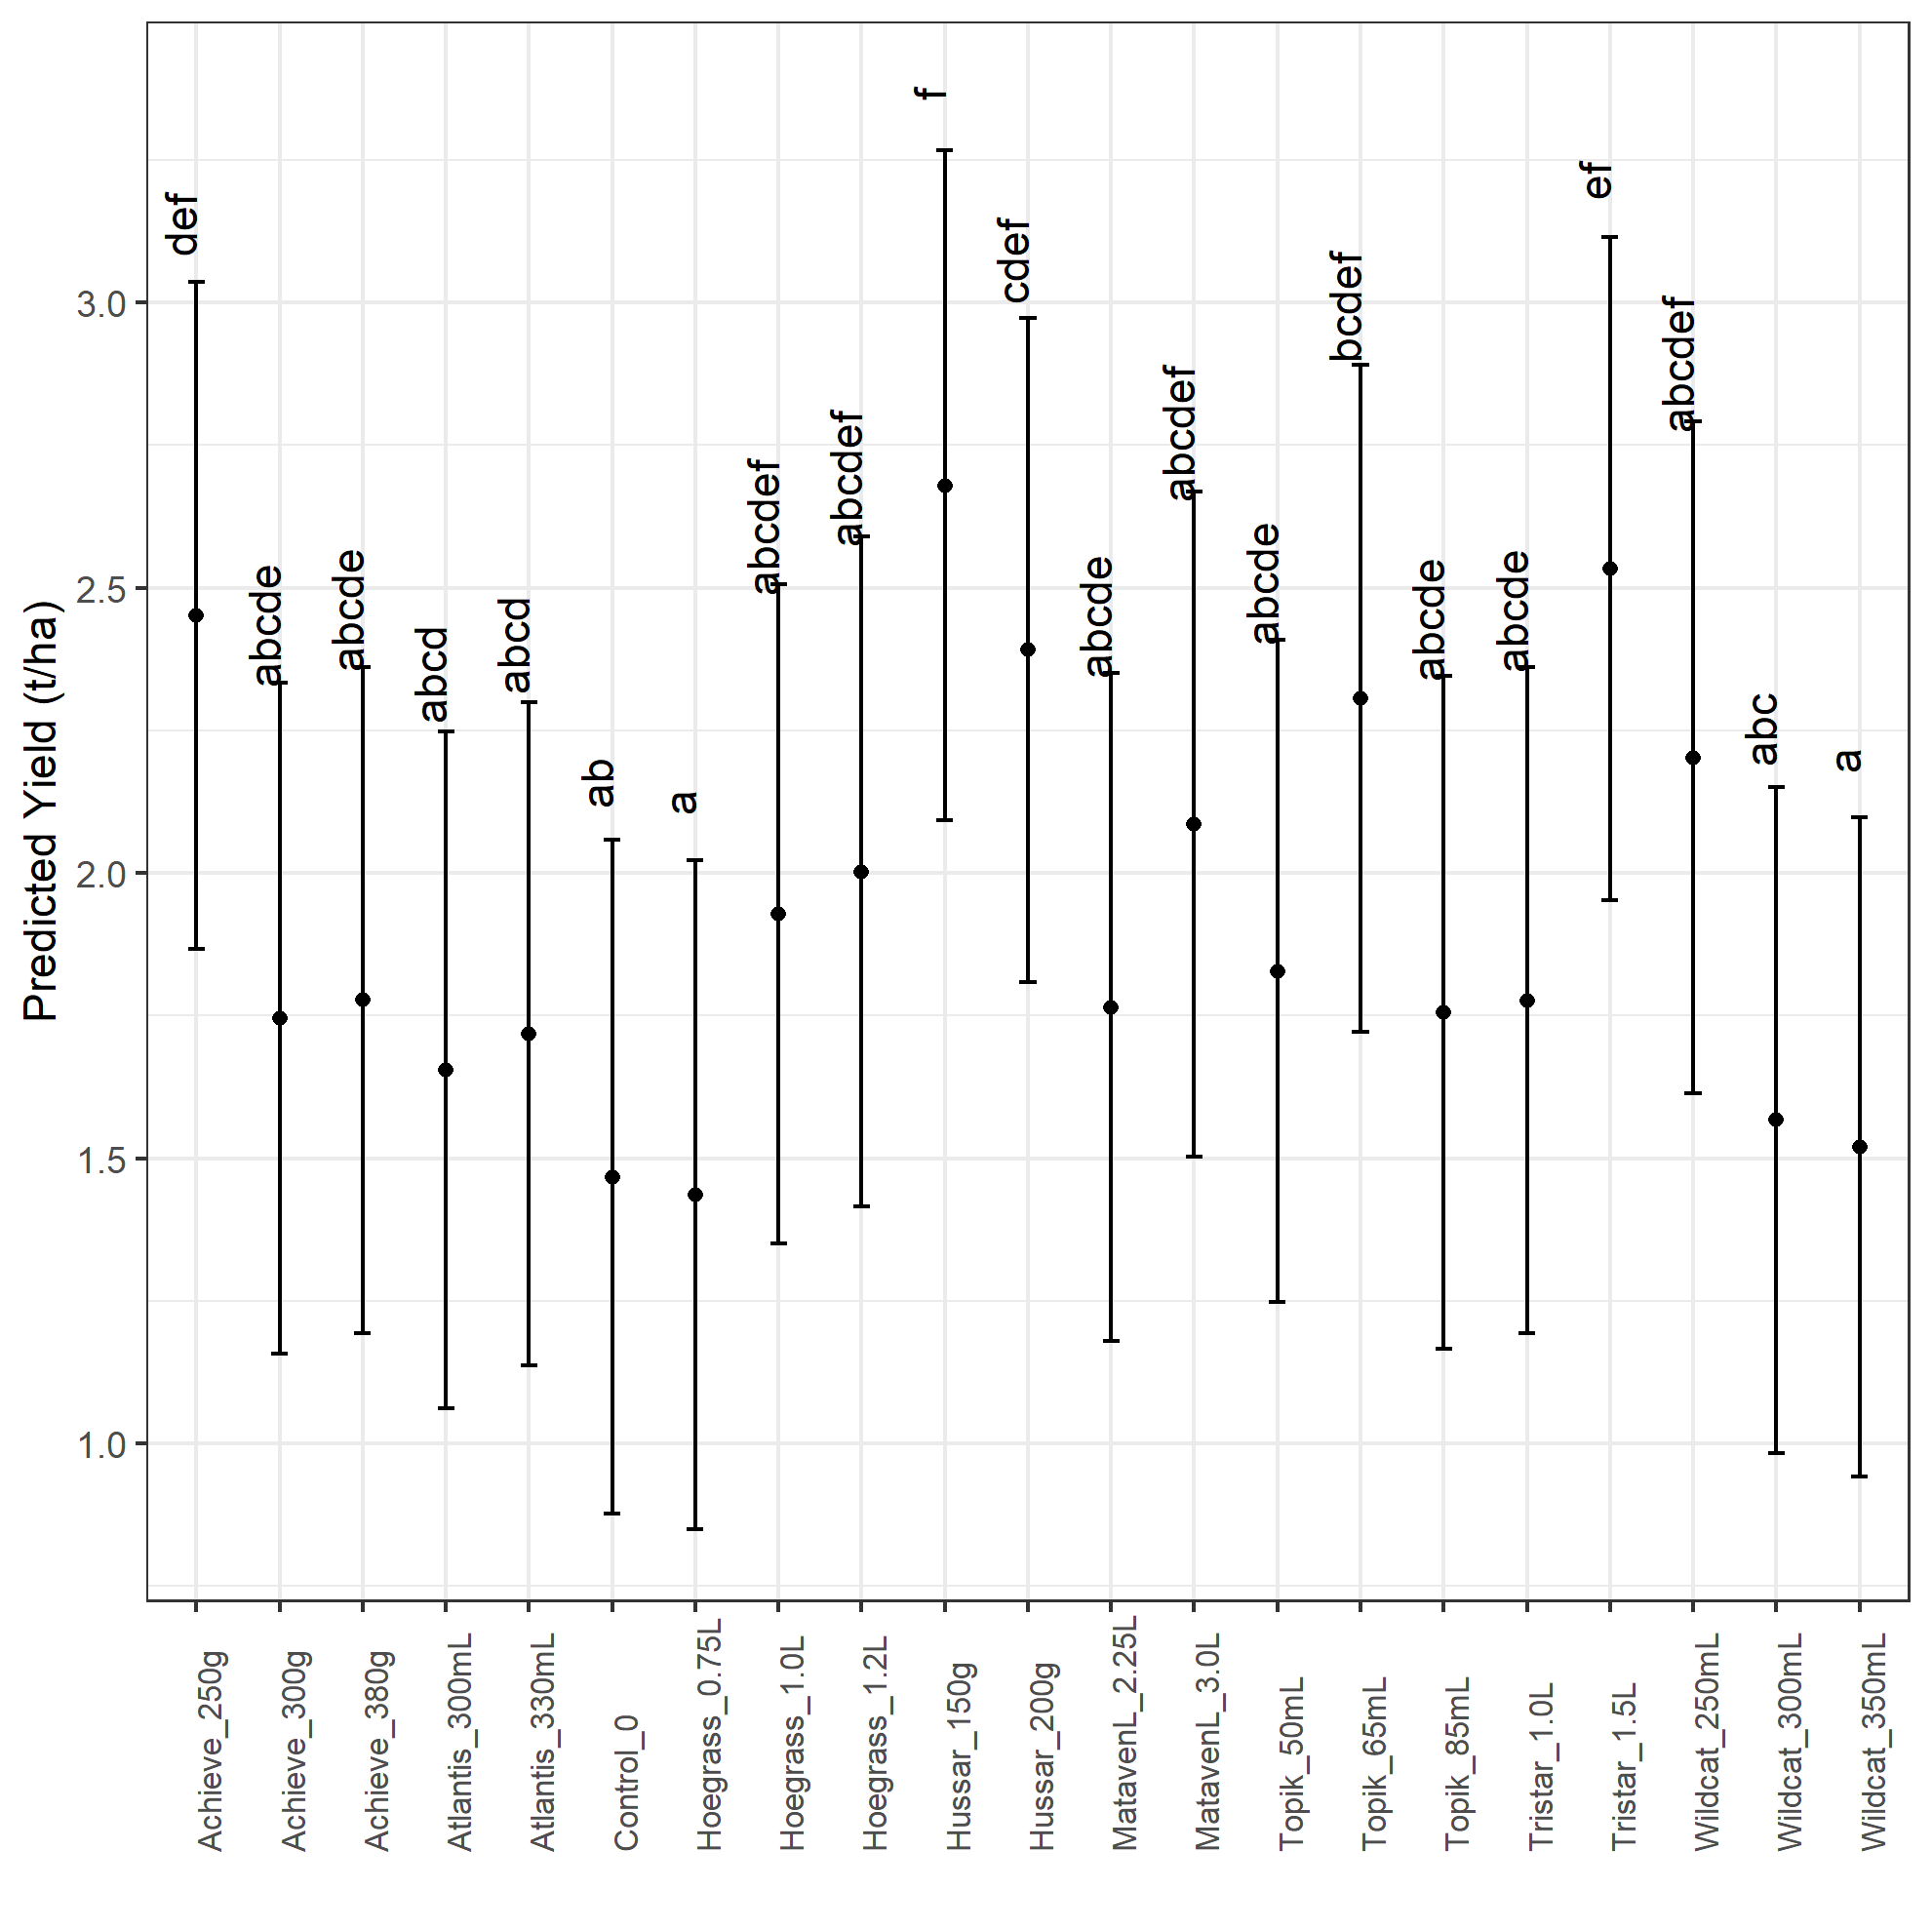 Predicted Yield (t/ha)
3.0
2.5
2.0
1.5
1.0
def
abcde
abcde
abcd
abcd
ab
a
abcdef
abcdef
f
cdef
abcde
abcdef
abcde
bcdef
abcde
abcde
ef
abcdef
abc
a
Achieve_250g
Achieve_300g
Achieve_380g
Atlantis_300mL
Atlantis_330mL
Control_0
Hoegrass_0.75L
Hoegrass_1.0L
Hoegrass_1.2L
Hussar_150g
Hussar_200g
MatavenL_2.25L
MatavenL_3.0L
Topik_50mL
Topik_65mL
Topik_85mL
Tristar_1.0L
Tristar_1.5L
Wildcat_250mL
Wildcat_300mL
Wildcat_350mL